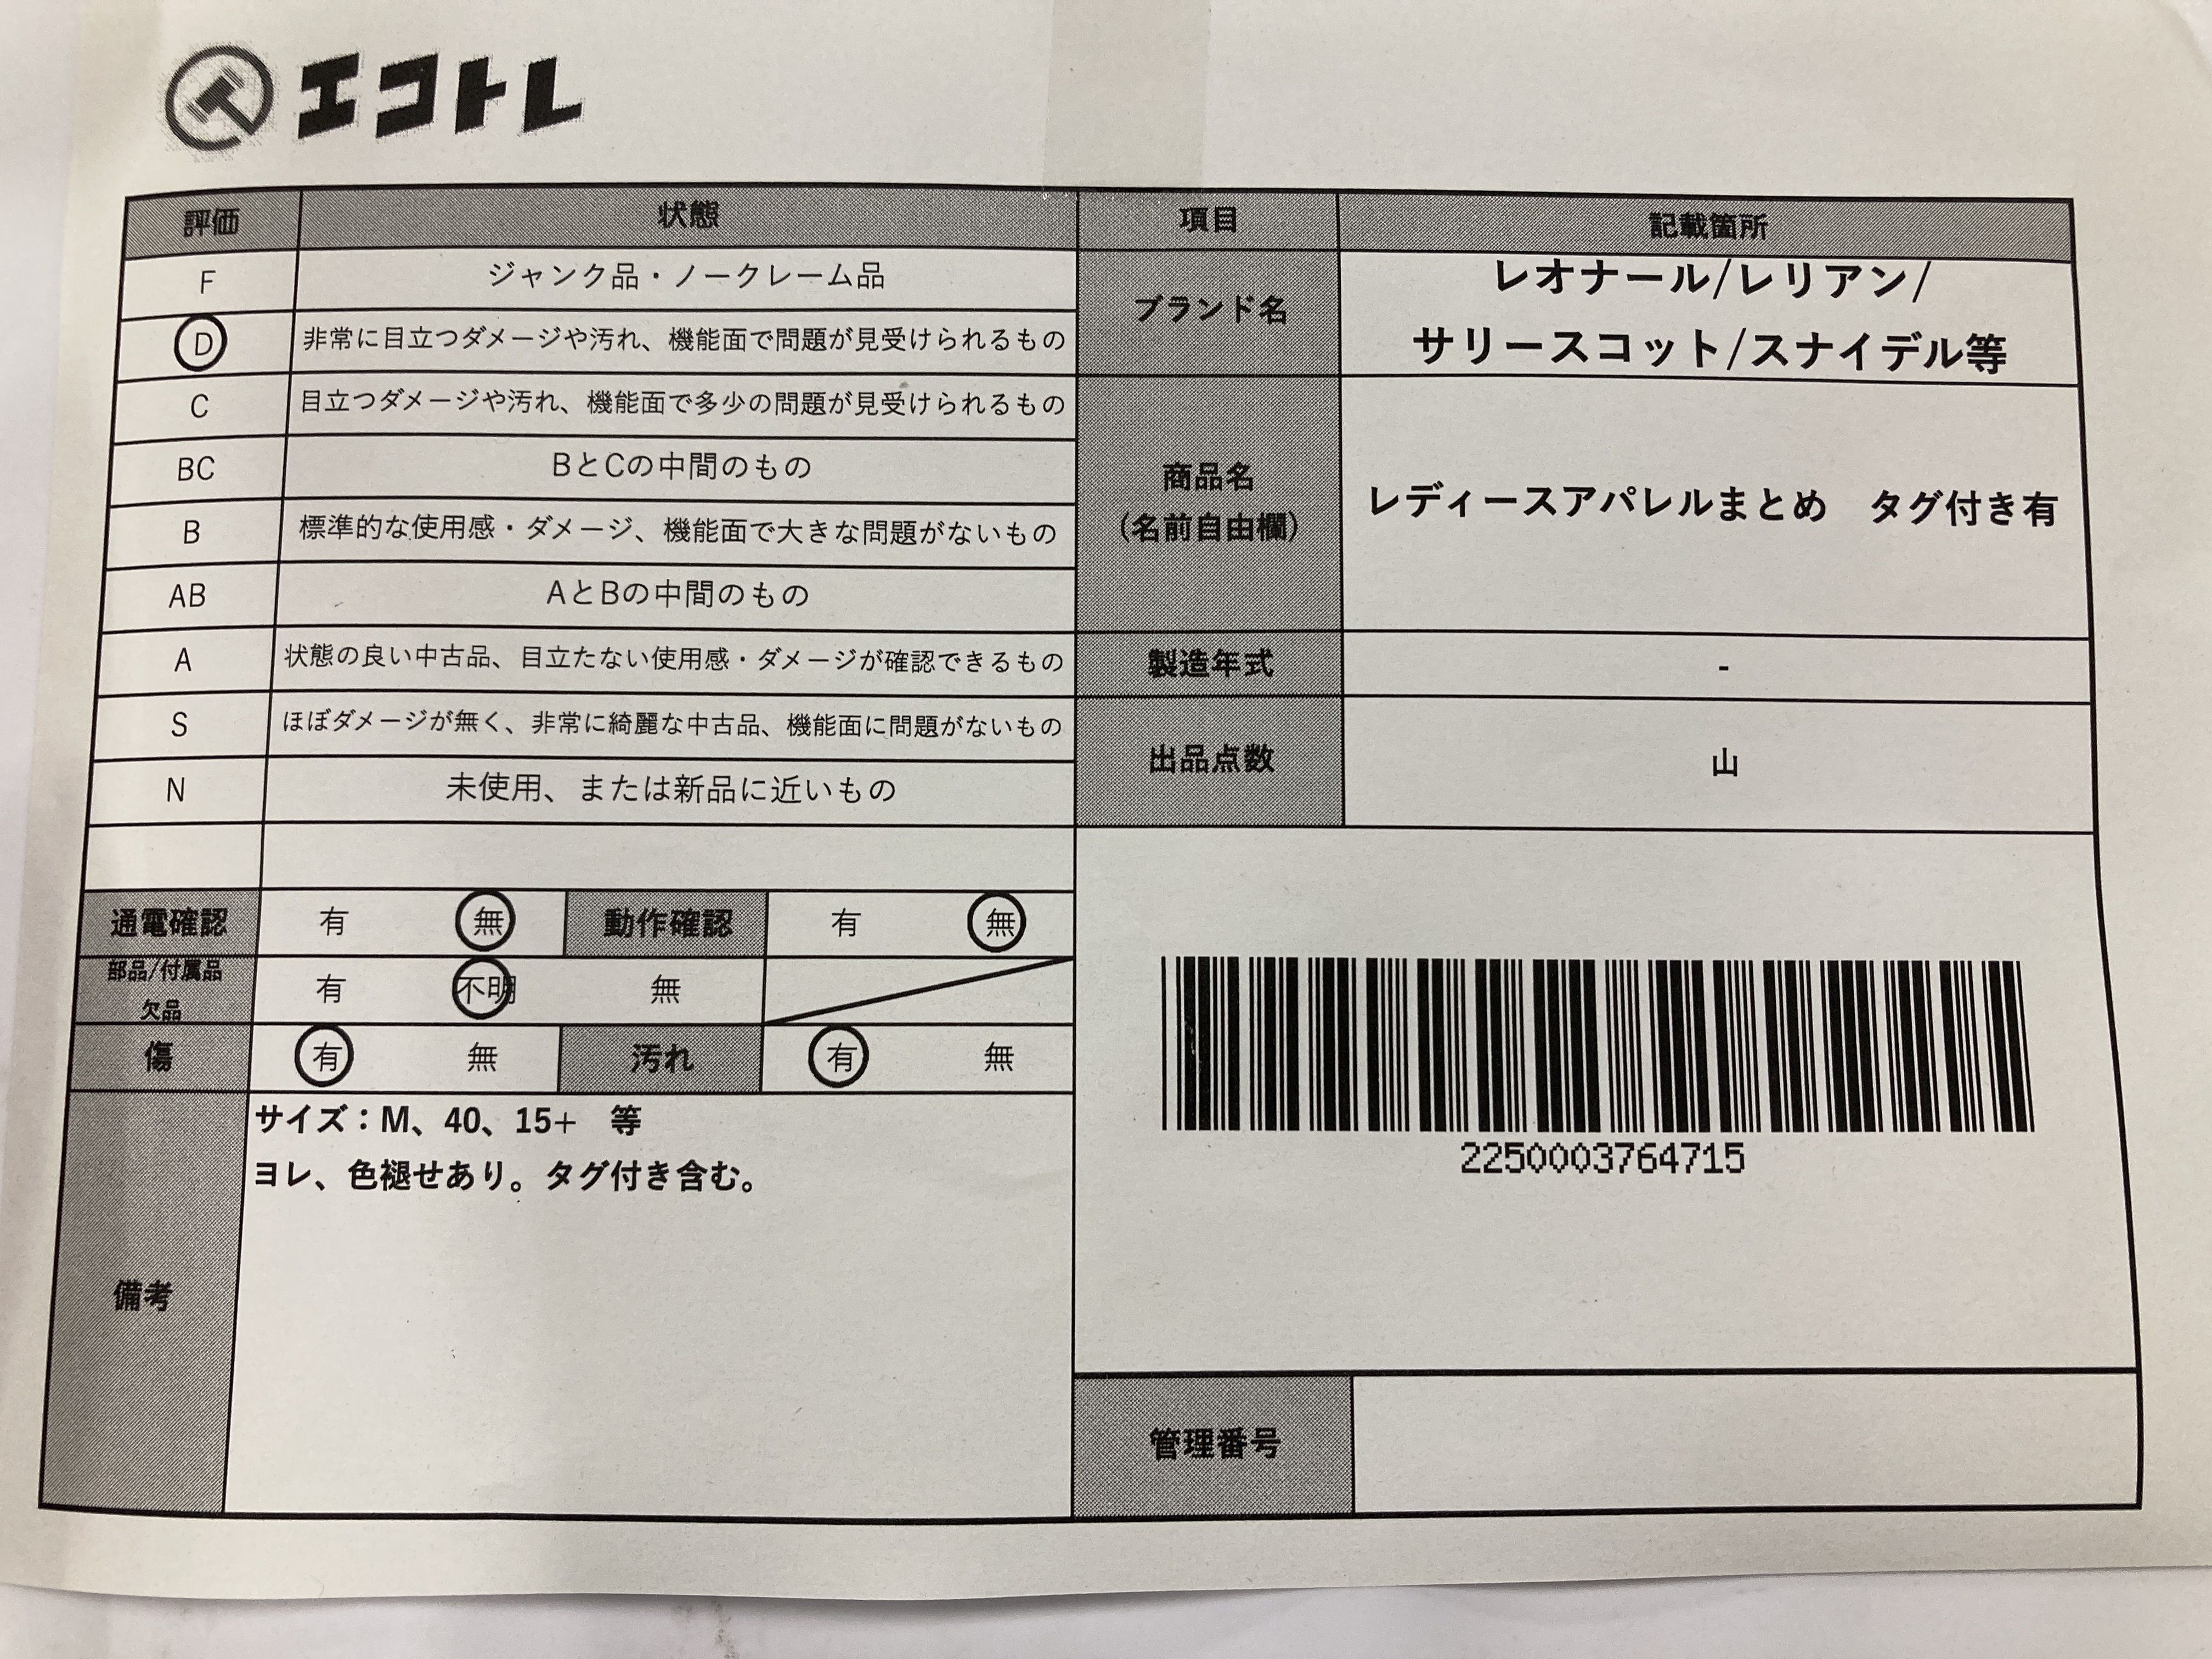 エコトレ
評価 状態 項目 記載箇所
F ジャンク品・ノークレーム品
D 非常に目立つダメージや汚れ、機能面で問題が見受けられるもの
C 目立つダメージや汚れ、機能面で多少の問題が見受けられるもの
BC BとCの中間のもの
B 標準的な使用感・ダメージ、機能面で大きな問題がないもの
AB AとBの中間のもの
A 状態の良い中古品、目立たない使用感・ダメージが確認できるもの
S ほぼダメージが無く、非常に綺麗な中古品、機能面に問題がないもの
N 未使用、または新品に近いもの
ブランド名
レオナール/レリアン/
サリースコット/スナイデル等
商品名
(名前自由欄)
レディースアパレルまとめ　タグ付き有
製造年式 -
出品点数 山
通電確認 有 無 動作確認 有 無
部品/付属品
欠品
有 不明 無
傷 有 無 汚れ 有 無
備考
サイズ：M、40、15+　等
ヨレ、色褪せあり。タグ付き含む。
2250003764715
管理番号